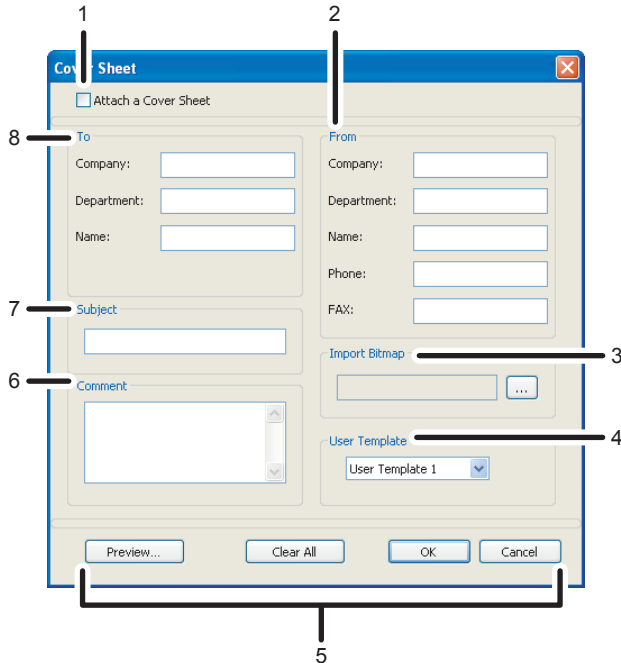 1
2
Cover Sheet
Attach a Cover Sheet
8
To
Company:
Department:
Name:
From
Company:
Department:
Name:
Phone:
FAX:
7
Subject
3
Import Bitmap
...
6
Comment
4
User Template
User Template 1
Preview...
Clear All
OK
Cancel
5